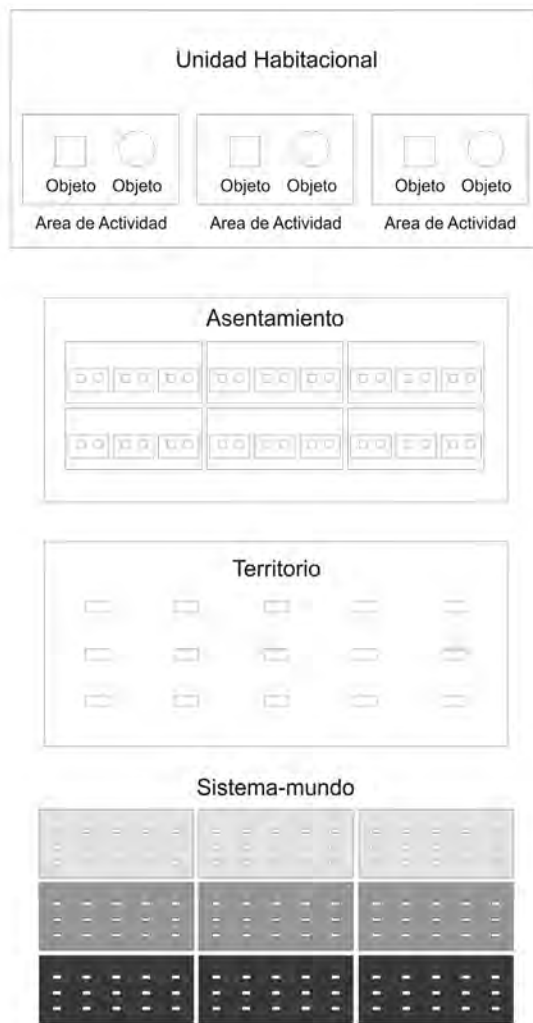 Unidad Habitacional
Objeto Objeto Objeto Objeto Objeto Objeto
Area de Actividad Area de Actividad Area de Actividad
Asentamiento
Territorio
Sistema-mundo